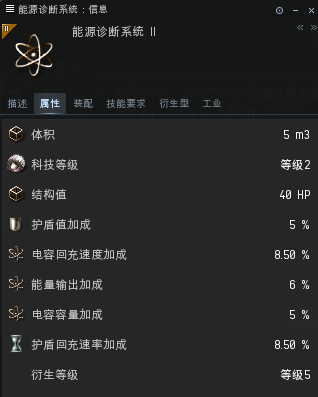 能源诊断系统：信息
II
能源诊断系统 II
描述 属性 装配 技能要求 衍生型 工业
体积 5 m3
科技等级 等级2
结构值 40 HP
护盾值加成 5 %
电容回充速度加成 8.50 %
能量输出加成 6 %
电容容量加成 5 %
护盾回充速率加成 8.50 %
衍生等级 等级5